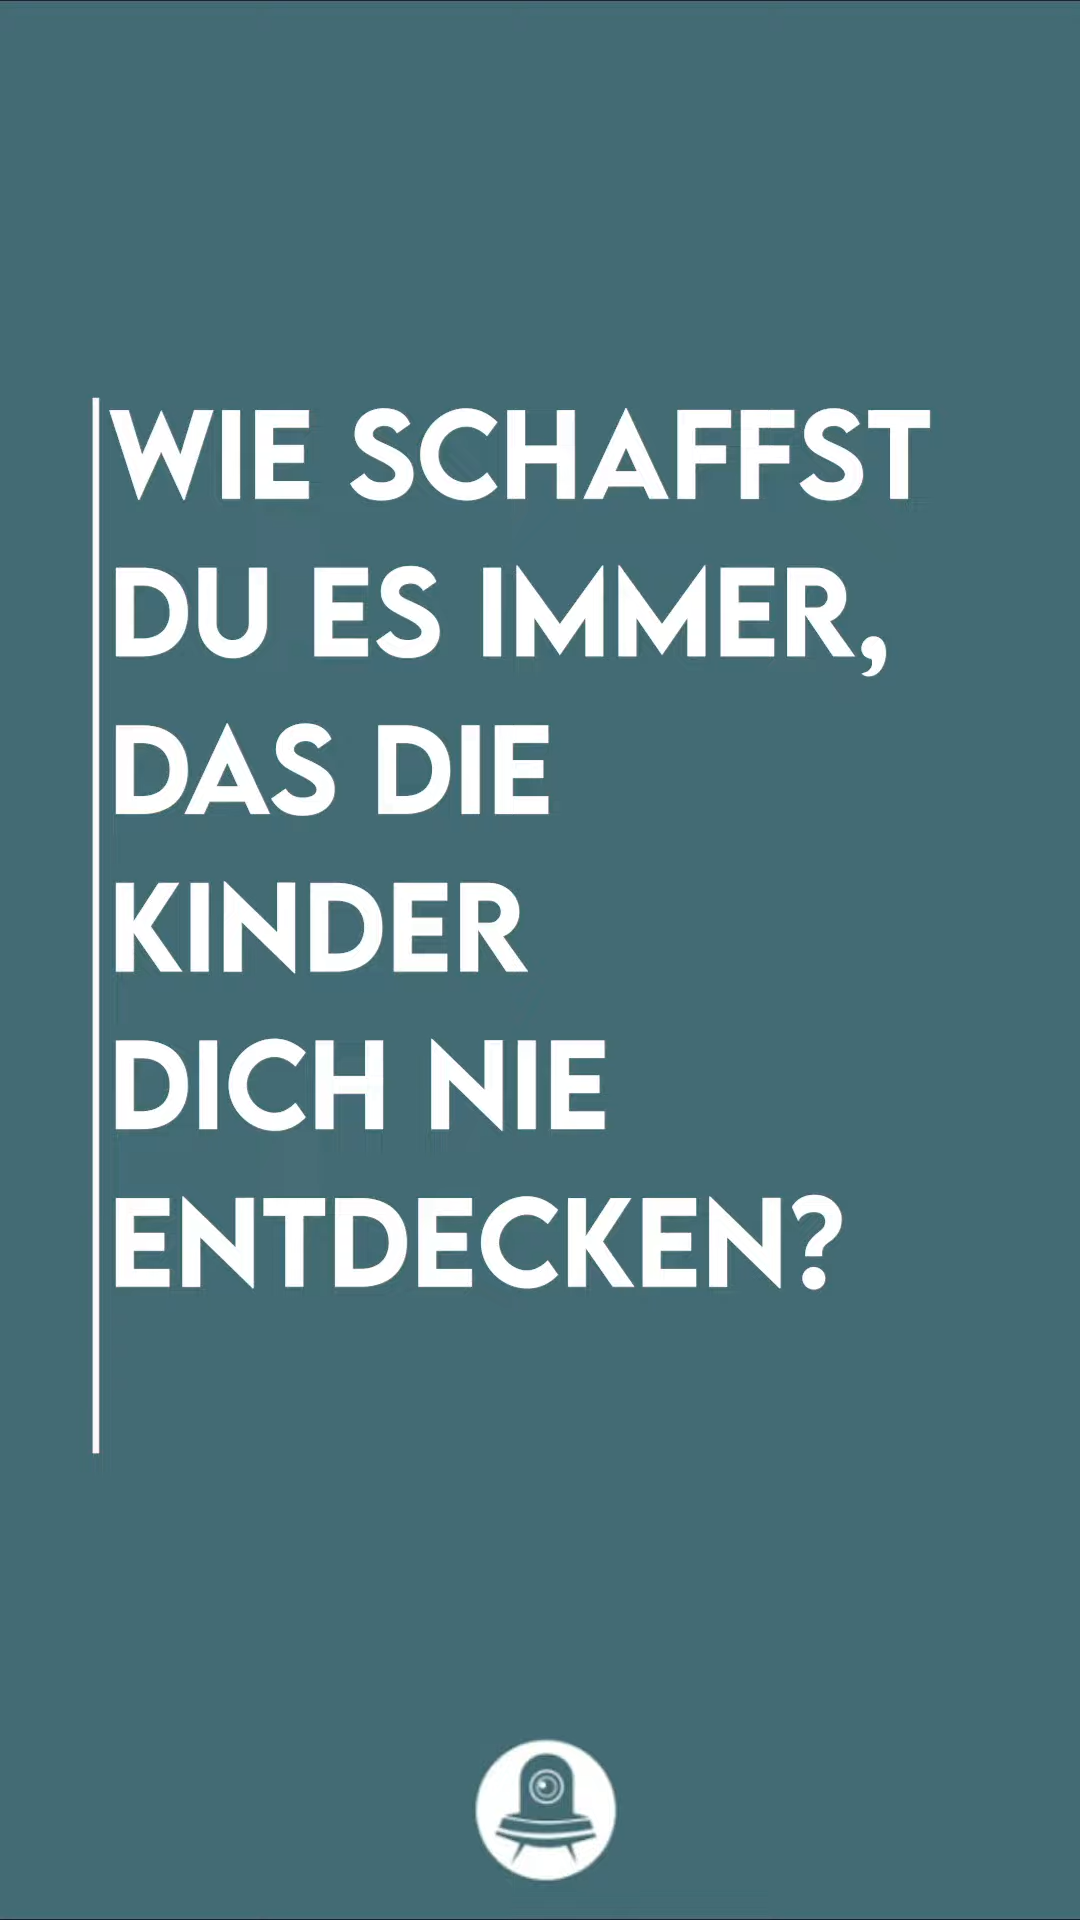 WIE SCHAFFST
DU ES IMMER,
DAS DIE
KINDER
DICH NIE
ENTDECKEN?